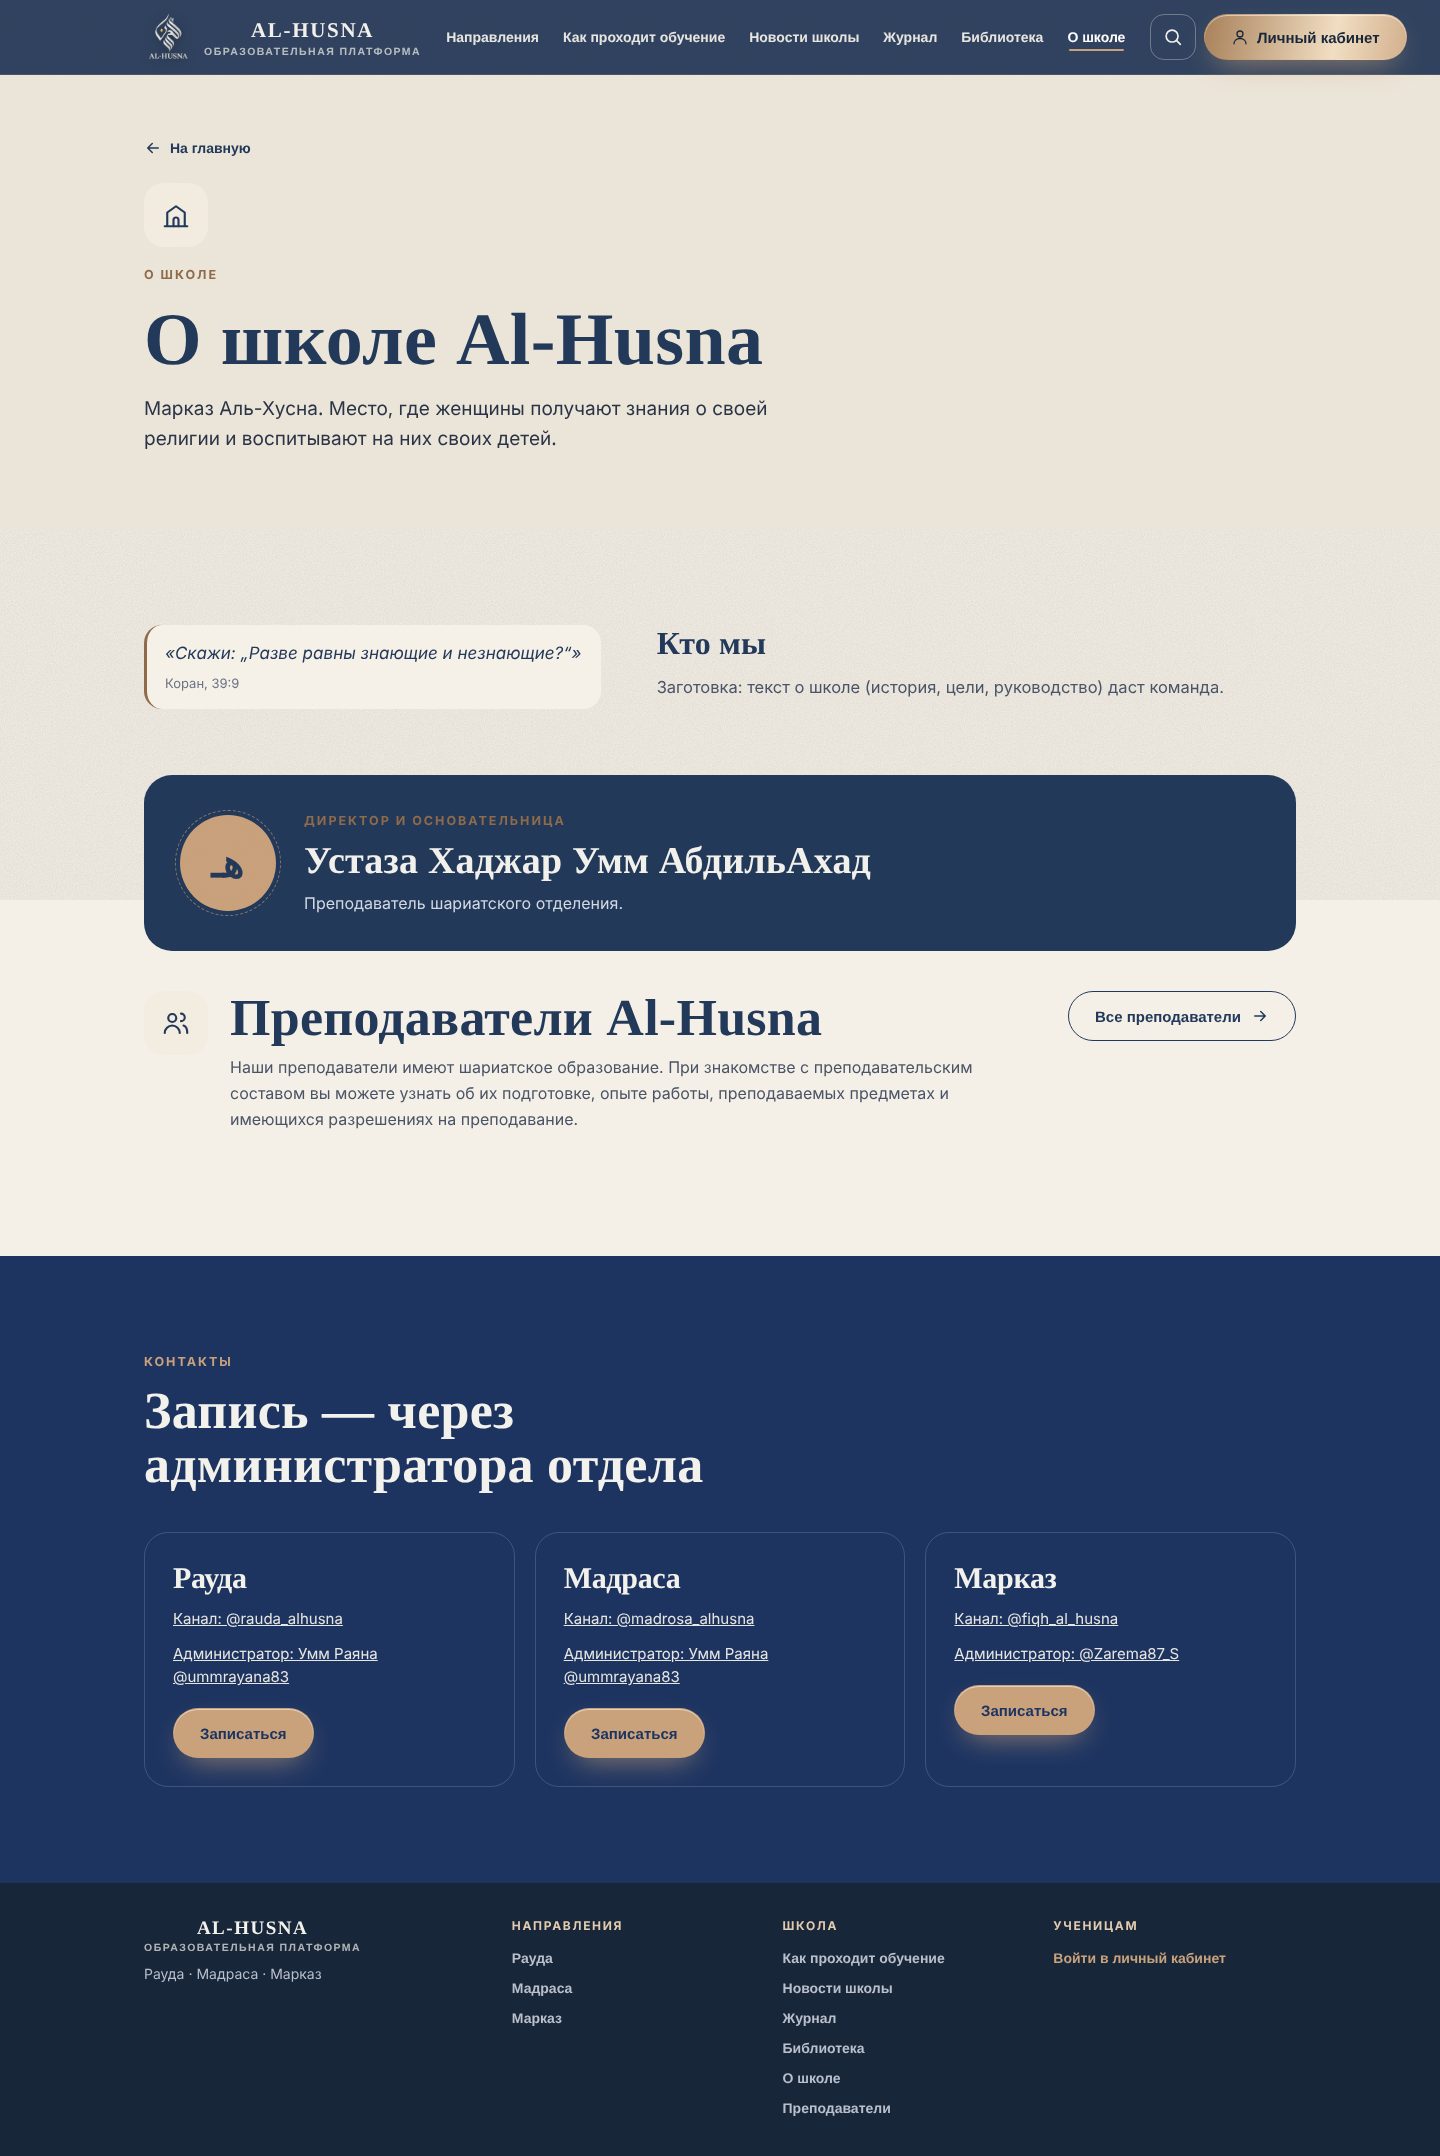 AL-HUSNA
AL-HUSNA
ОБРАЗОВАТЕЛЬНАЯ ПЛАТФОРМА
Направления
Как проходит обучение
Новости школы
Журнал
Библиотека
О школе
Личный кабинет
На главную
О ШКОЛЕ
О школе Al-Husna
Марказ Аль-Хусна. Место, где женщины получают знания о своей
религии и воспитывают на них своих детей.
«Скажи: „Разве равны знающие и незнающие?“»
Коран, 39:9
Кто мы
Заготовка: текст о школе (история, цели, руководство) даст команда.
هـ
ДИРЕКТОР И ОСНОВАТЕЛЬНИЦА
Устаза Хаджар Умм АбдильАхад
Преподаватель шариатского отделения.
Преподаватели Al-Husna
Наши преподаватели имеют шариатское образование. При знакомстве с преподавательским
составом вы можете узнать об их подготовке, опыте работы, преподаваемых предметах и
имеющихся разрешениях на преподавание.
Все преподаватели
КОНТАКТЫ
Запись — через
администратора отдела
Рауда
Канал: @rauda_alhusna
Администратор: Умм Раяна
@ummrayana83
Записаться
Мадраса
Канал: @madrosa_alhusna
Администратор: Умм Раяна
@ummrayana83
Записаться
Марказ
Канал: @fiqh_al_husna
Администратор: @Zarema87_S
Записаться
AL-HUSNA
ОБРАЗОВАТЕЛЬНАЯ ПЛАТФОРМА
Рауда · Мадраса · Марказ
НАПРАВЛЕНИЯ
Рауда
Мадраса
Марказ
ШКОЛА
Как проходит обучение
Новости школы
Журнал
Библиотека
О школе
Преподаватели
УЧЕНИЦАМ
Войти в личный кабинет